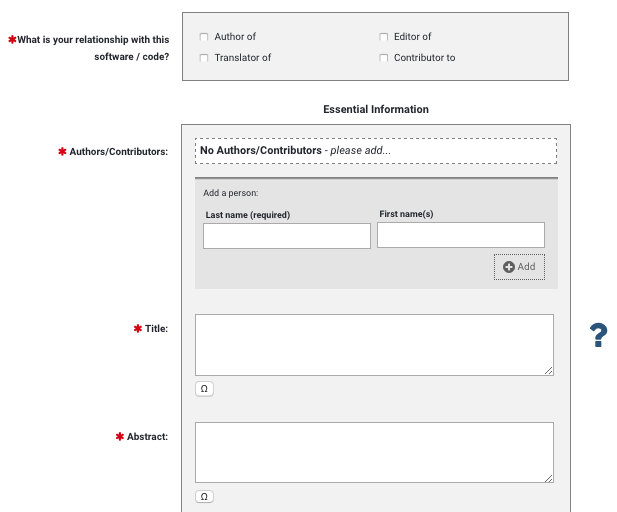 ✱What is your relationship with this
software / code?
Author of
Editor of
Translator of
Contributor to
Essential Information
✱ Authors/Contributors:
No Authors/Contributors - please add...
Add a person:
Last name (required)
First name(s)
Add
✱ Title:
?
Ω
✱ Abstract:
Ω